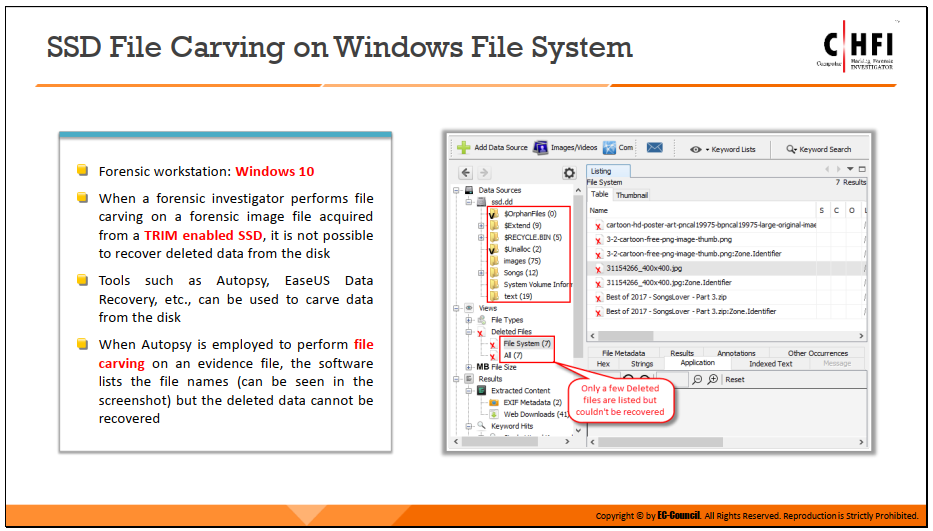 SSD File Carving on Windows File System
CHFI
Computer Hacking Forensic
INVESTIGATOR
Forensic workstation: Windows 10
When a forensic investigator performs file
carving on a forensic image file acquired
from a TRIM enabled SSD, it is not possible
to recover deleted data from the disk
Tools such as Autopsy, EaseUS Data
Recovery, etc., can be used to carve data
from the disk
When Autopsy is employed to perform file
carving on an evidence file, the software
lists the file names (can be seen in the
screenshot) but the deleted data cannot be
recovered
Add Data Source Images/Videos Com Keyword Lists Keyword Search
Data Sources
ssd.dd
$OrphanFiles (0)
$Extend (9)
$RECYCLE.BIN (5)
$Unalloc (2)
images (75)
Songs (12)
System Volume Inform
text (19)
Views
File Types
Deleted Files
File System (7)
All (7)
MB File Size
Results
Extracted Content
EXIF Metadata (2)
Web Downloads (41)
Keyword Hits
Listing
File System 7 Results
Table Thumbnail
Name S C O L
cartoon-hd-poster-art-pncal19975-bpncal19975-large-original-imae
3-2-cartoon-free-png-image-thumb.png
3-2-cartoon-free-png-image-thumb.png:Zone.Identifier
31154266_400x400.jpg
31154266_400x400.jpg:Zone.Identifier
Best of 2017 - SongsLover - Part 3.zip
Best of 2017 - SongsLover - Part 3.zip:Zone.Identifier
File Metadata Results Annotations Other Occurrences
Hex Strings Application Indexed Text Message
Reset
Only a few Deleted
files are listed but
couldn't be recovered
Copyright © by EC-Council. All Rights Reserved. Reproduction is Strictly Prohibited.